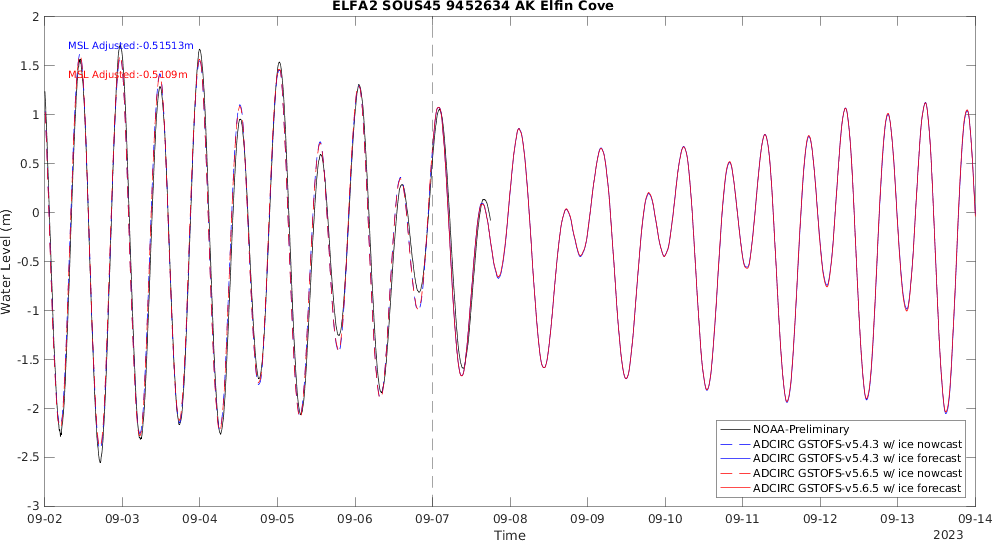 ELFA2 SOUS45 9452634 AK Elfin Cove
MSL Adjusted:-0.51513m
MSL Adjusted:-0.5109m
2
1.5
1
0.5
0
-0.5
-1
-1.5
-2
-2.5
-3
Water Level (m)
NOAA-Preliminary
ADCIRC GSTOFS-v5.4.3 w/ ice nowcast
ADCIRC GSTOFS-v5.4.3 w/ ice forecast
ADCIRC GSTOFS-v5.6.5 w/ ice nowcast
ADCIRC GSTOFS-v5.6.5 w/ ice forecast
09-02 09-03 09-04 09-05 09-06 09-07 09-08 09-09 09-10 09-11 09-12 09-13 09-14
Time
2023